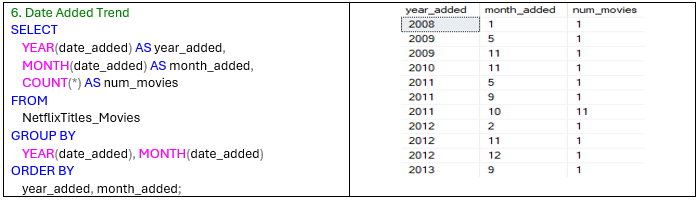 6. Date Added Trend
SELECT
YEAR(date_added) AS year_added,
MONTH(date_added) AS month_added,
COUNT(*) AS num_movies
FROM
NetflixTitles_Movies
GROUP BY
YEAR(date_added), MONTH(date_added)
ORDER BY
year_added, month_added;
year_added month_added num_movies
2008 1 1
2009 5 1
2009 11 1
2010 11 1
2011 5 1
2011 9 1
2011 10 11
2012 2 1
2012 11 1
2012 12 1
2013 9 1